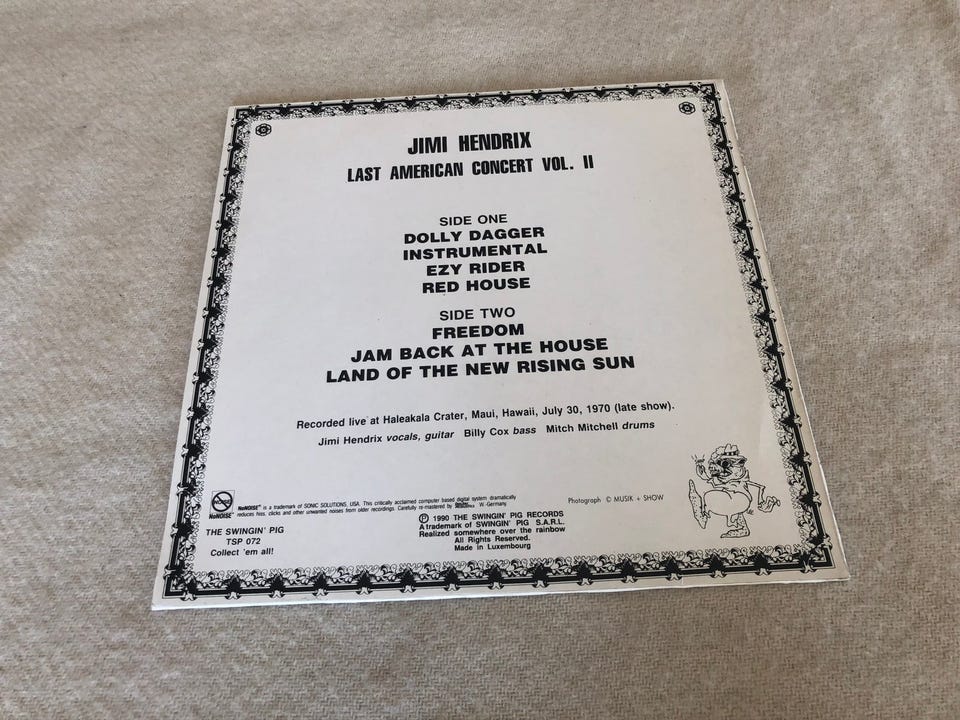 JIMI HENDRIX
LAST AMERICAN CONCERT VOL. II
SIDE ONE
DOLLY DAGGER
INSTRUMENTAL
EZY RIDER
RED HOUSE
SIDE TWO
FREEDOM
JAM BACK AT THE HOUSE
LAND OF THE NEW RISING SUN
Recorded live at Haleakala Crater, Maui, Hawaii, July 30, 1970 (late show).
Jimi Hendrix vocals, guitar Billy Cox bass Mitch Mitchell drums
NoNOISE
NoNOISE is a trademark of SONIC SOLUTIONS, USA. This critically acclaimed computer based digital system dramatically
reduces hiss, clicks and other unwanted noises from older recordings. Carefully re-mastered by W.-Germany.
Photograph © MUSIK + SHOW
THE SWINGIN' PIG
TSP 072
Collect 'em all!
℗ 1990 THE SWINGIN' PIG RECORDS
A trademark of SWINGIN' PIG S.A.R.L.
Realized somewhere over the rainbow
All Rights Reserved.
Made in Luxembourg